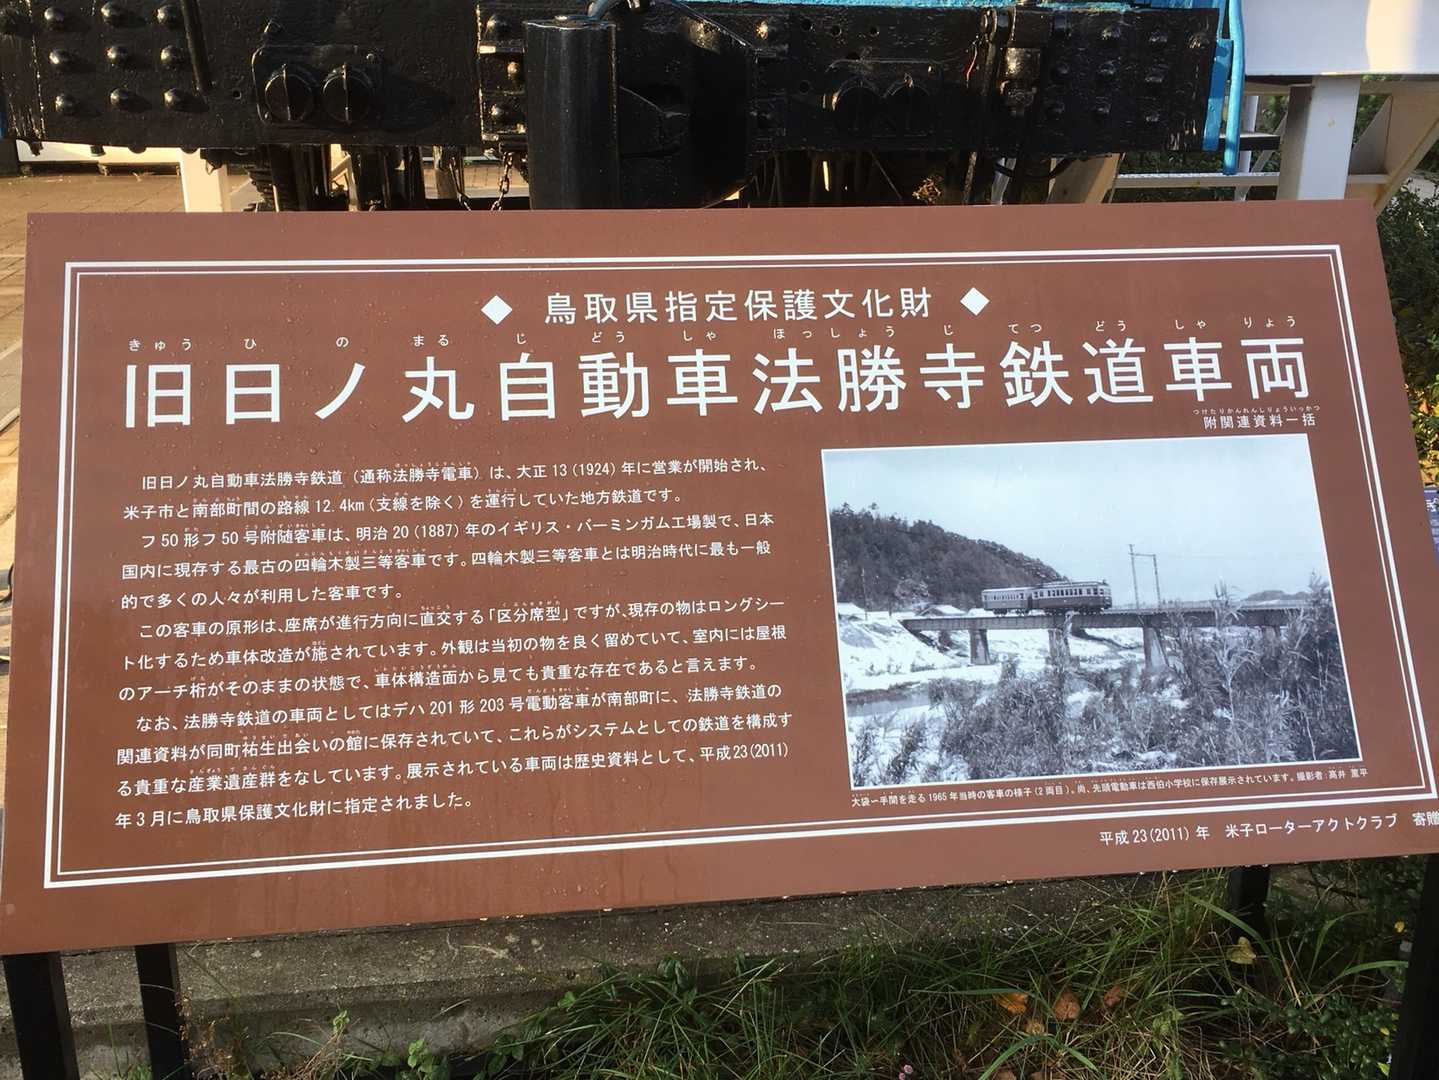 ◆ 鳥取県指定保護文化財 ◆
きゅう ひ の まる じ どう しゃ ほっ しょう じ てつ どう しゃ りょう
旧日ノ丸自動車法勝寺鉄道車両
つけたりかんれんしりょういっかつ
附関連資料一括
旧日ノ丸自動車法勝寺鉄道(通称法勝寺電車)は、大正13(1924)年に営業が開始され、
米子市と南部町間の路線12.4km(支線を除く)を運行していた地方鉄道です。
フ50形フ50号附随客車は、明治20(1887)年のイギリス・バーミンガム工場製で、日本
国内に現存する最古の四輪木製三等客車です。四輪木製三等客車とは明治時代に最も一般
的で多くの人々が利用した客車です。
この客車の原形は、座席が進行方向に直交する「区分席型」ですが、現存の物はロングシー
ト化するため車体改造が施されています。外観は当初の物を良く留めていて、室内には屋根
のアーチ桁がそのままの状態で、車体構造面から見ても貴重な存在であると言えます。
なお、法勝寺鉄道の車両としてはデハ201形203号電動客車が南部町に、法勝寺鉄道の
関連資料が同町祐生出会いの館に保存されていて、これらがシステムとしての鉄道を構成す
る貴重な産業遺産群をなしています。展示されている車両は歴史資料として、平成23(2011)
年3月に鳥取県保護文化財に指定されました。
大袋ー手間を走る1965年当時の客車の様子(2両目)。尚、先頭電動車は西伯小学校に保存展示されています。撮影者:高井 薫平
平成23(2011)年 米子ローターアクトクラブ 寄贈